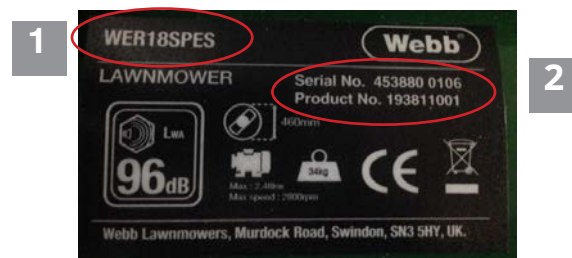 1
WER18SPES
Webb
LAWNMOWER
Serial No. 453880 0106
Product No. 193811001
2
LWA
96dB
460mm
Max : 2.48kw
Max speed : 2900rpm
34kg
CE
Webb Lawnmowers, Murdock Road, Swindon, SN3 5HY, UK.